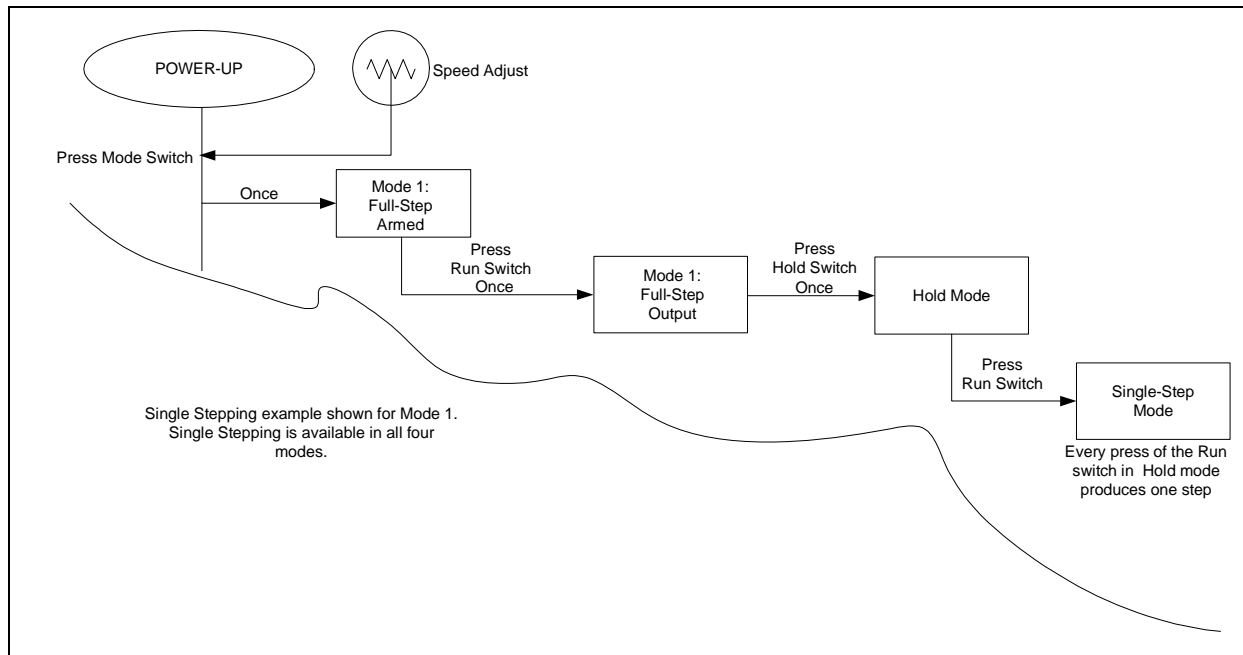 POWER-UP
Speed Adjust
Press Mode Switch
Once
Mode 1:
Full-Step
Armed
Press
Run Switch
Once
Mode 1:
Full-Step
Output
Press
Hold Switch
Once
Hold Mode
Press
Run Switch
Single-Step
Mode
Every press of the Run
switch in Hold mode
produces one step
Single Stepping example shown for Mode 1.
Single Stepping is available in all four
modes.